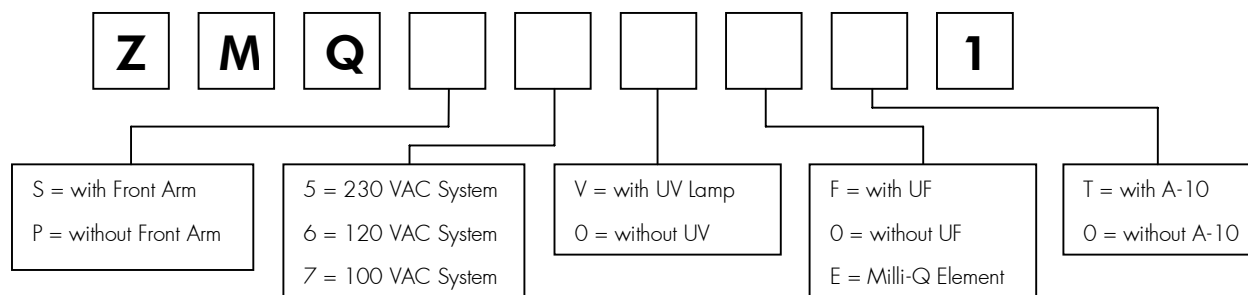 Z M Q 1
S = with Front Arm
P = without Front Arm
5 = 230 VAC System
6 = 120 VAC System
7 = 100 VAC System
V = with UV Lamp
0 = without UV
F = with UF
0 = without UF
E = Milli-Q Element
T = with A-10
0 = without A-10